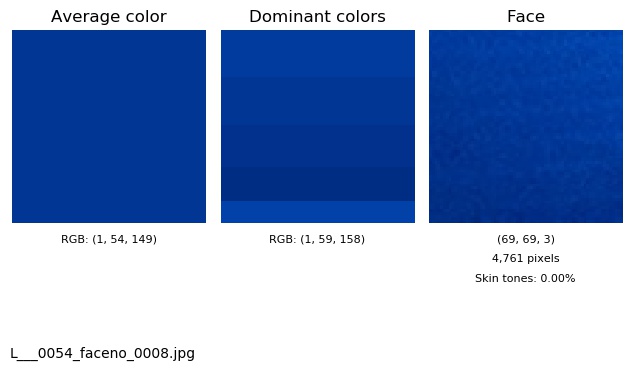 Average color
Dominant colors
Face
RGB: (1, 54, 149)
RGB: (1, 59, 158)
(69, 69, 3)
4,761 pixels
Skin tones: 0.00%
L___0054_faceno_0008.jpg